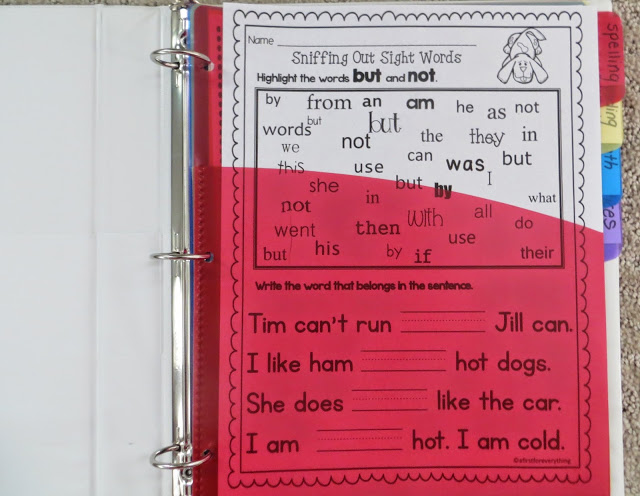 Name
Sniffing Out Sight Words
Highlight the words but and not.
by from an am he as not
words but but the they in
we not can was but
this use I
she but by what
not in with all
went then use do
but his by if their
Write the word that belongs in the sentence.
Tim can't run Jill can.
I like ham hot dogs.
She does like the car.
I am hot. I am cold.
©afirstforeverything
spelling